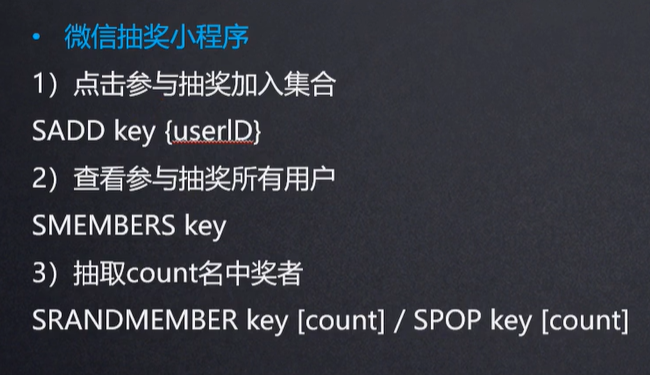 • 微信抽奖小程序
1）点击参与抽奖加入集合
SADD key {userlD}
2）查看参与抽奖所有用户
SMEMBERS key
3）抽取count名中奖者
SRANDMEMBER key [count] / SPOP key [count]